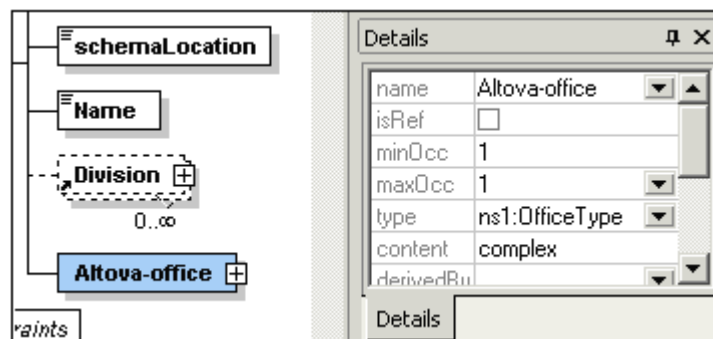 schemaLocation
Name
Division
0..∞
Altova-office
raints
Details
name Altova-office
isRef
minOcc 1
maxOcc 1
type ns1:OfficeType
content complex
derivedBy
Details